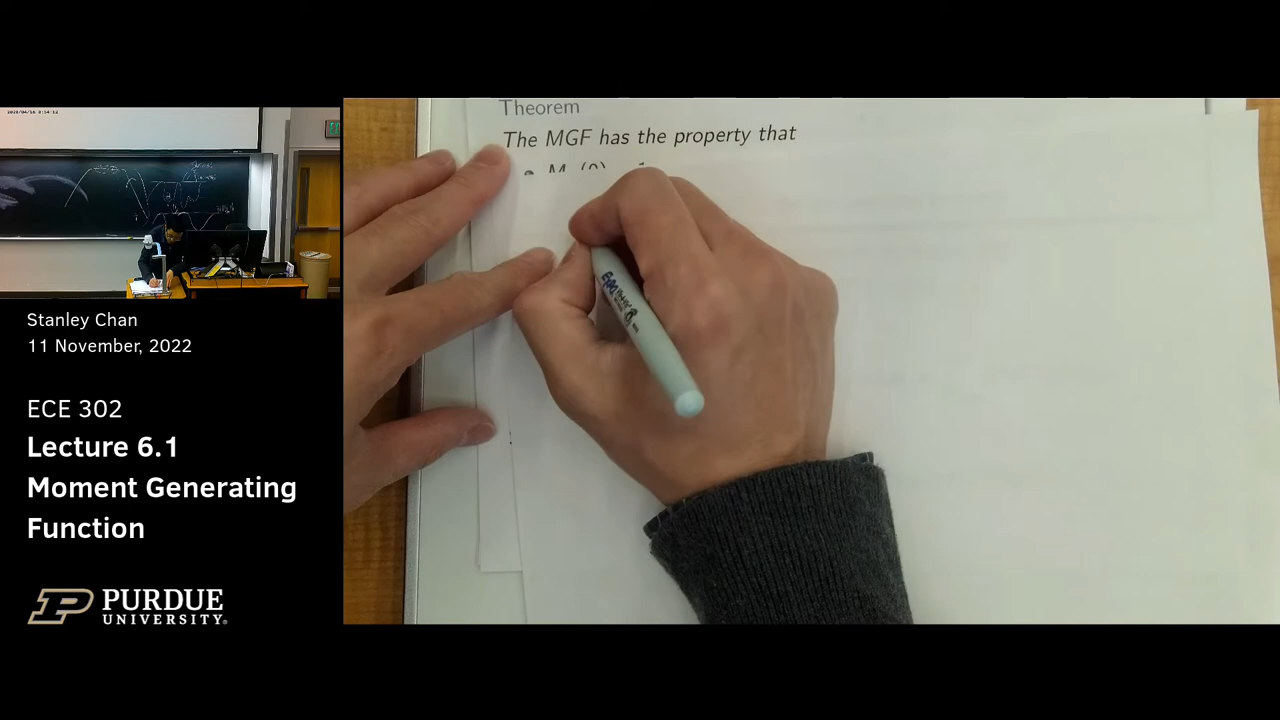 Theorem
The MGF has the property that
Stanley Chan
11 November, 2022
ECE 302
Lecture 6.1
Moment Generating
Function
PURDUE
UNIVERSITY